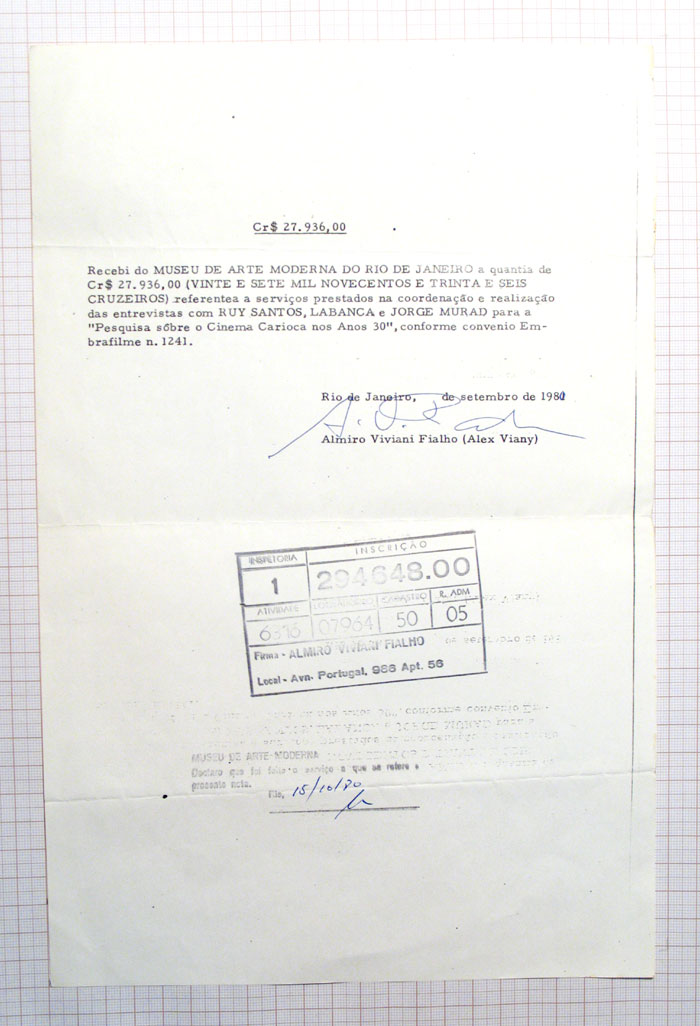 Cr$ 27.936,00
Recebi do MUSEU DE ARTE MODERNA DO RIO DE JANEIRO a quantia de
Cr$ 27.936,00 (VINTE E SETE MIL NOVECENTOS E TRINTA E SEIS
CRUZEIROS) referentea a serviços prestados na coordenação e realização
das entrevistas com RUY SANTOS, LABANCA e JORGE MURAD para a
"Pesquisa sôbre o Cinema Carioca nos Anos 30", conforme convenio Em-
brafilme n. 1241.
Rio de Janeiro, de setembro de 198
Almiro Viviani Fialho (Alex Viany)
INSPETORIA INSCRIÇÃO
1 294648.00
ATIVIDADE CADASTRO R. ADM
6316 07964 50 05
Firma - ALMIRO VIVIANI FIALHO
Local - Avn. Portugal, 986 Apt. 56
MUSEU DE ARTE MODERNA
Declaro que foi feito o serviço a que se refere a
presente nota.
Rio, 15/10/80